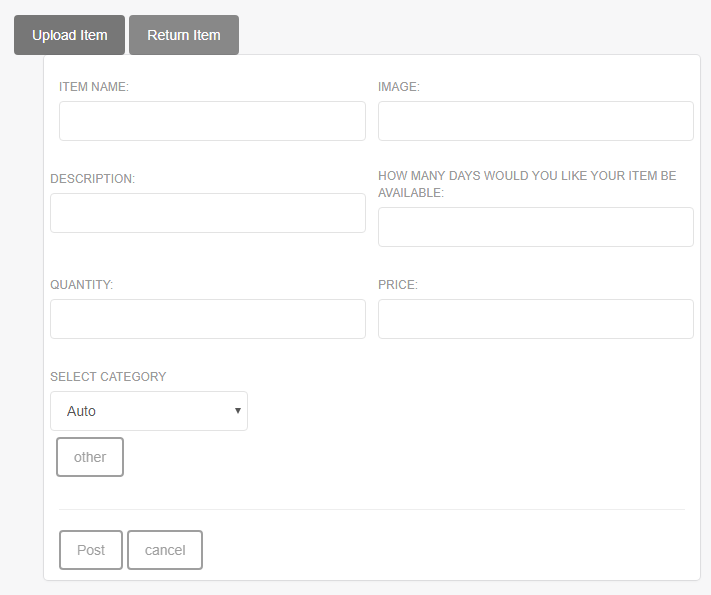 Upload Item Return Item
ITEM NAME: IMAGE:
DESCRIPTION: HOW MANY DAYS WOULD YOU LIKE YOUR ITEM BE
AVAILABLE:
QUANTITY: PRICE:
SELECT CATEGORY
Auto
other
Post cancel